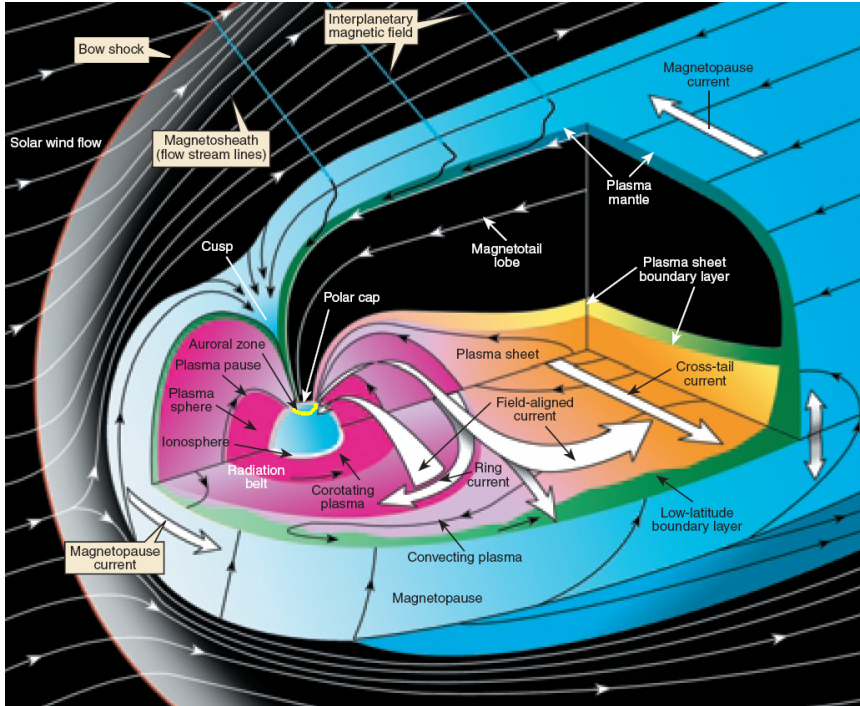 Interplanetary
magnetic field
Bow shock
Magnetopause
current
Solar wind flow
Magnetosheath
(flow stream lines)
Plasma
mantle
Cusp
Magnetotail
lobe
Plasma sheet
boundary layer
Polar cap
Auroral zone
Plasma pause
Plasma sheet
Cross-tail
current
Plasma
sphere
Field-aligned
current
Ionosphere
Radiation
belt
Ring
current
Corotating
plasma
Low-latitude
boundary layer
Magnetopause
current
Convecting plasma
Magnetopause